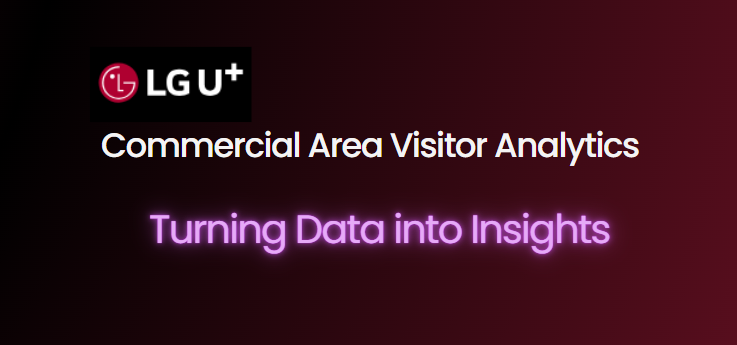 LG U+
Commercial Area Visitor Analytics
Turning Data into Insights